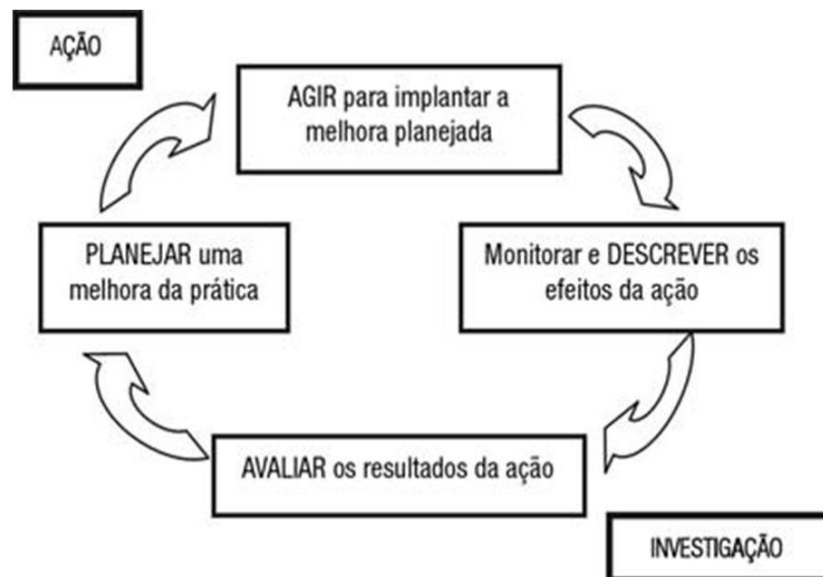 AÇÃO
AGIR para implantar a
melhora planejada
PLANEJAR uma
melhora da prática
Monitorar e DESCREVER os
efeitos da ação
AVALIAR os resultados da ação
INVESTIGAÇÃO